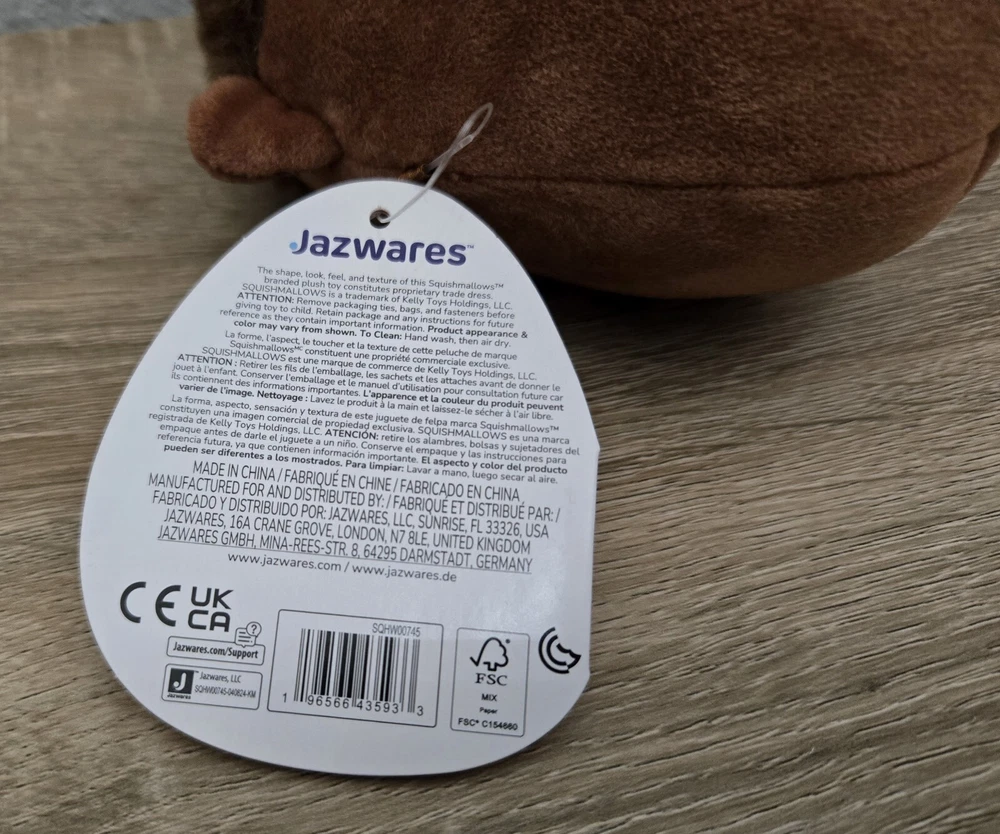 Jazwares™
The shape, look, feel, and texture of this Squishmallows™
branded plush toy constitutes proprietary trade dress.
SQUISHMALLOWS is a trademark of Kelly Toys Holdings, LLC.
ATTENTION: Remove packaging ties, bags, and fasteners before
giving toy to child. Retain package and any instructions for future
reference as they contain important information. Product appearance &
color may vary from shown. To Clean: Hand wash, then air dry.
La forme, l'aspect, le toucher et la texture de cette peluche de marque
Squishmallows ᴹᶜ constituent une propriété commerciale exclusive.
SQUISHMALLOWS est une marque de commerce de Kelly Toys Holdings, LLC.
ATTENTION : Retirer les fils de l'emballage, les sachets et les attaches avant de donner le
jouet à l'enfant. Conserver l'emballage et le manuel d'utilisation pour consultation future car
ils contiennent des informations importantes. L'apparence et la couleur du produit peuvent
varier de l'image. Nettoyage : Lavez le produit à la main et laissez-le sécher à l'air libre.
La forma, aspecto, sensación y textura de este juguete de felpa marca Squishmallows™
constituyen una imagen comercial de propiedad exclusiva. SQUISHMALLOWS es una marca
registrada de Kelly Toys Holdings, LLC. ATENCIÓN: retire los alambres, bolsas y sujetadores del
empaque antes de darle el juguete a un niño. Conserve el empaque y las instrucciones para
referencia futura, ya que contienen información importante. El aspecto y color del producto
pueden ser diferentes a los mostrados. Para limpiar: Lavar a mano, luego secar al aire.
MADE IN CHINA / FABRIQUÉ EN CHINE / FABRICADO EN CHINA
MANUFACTURED FOR AND DISTRIBUTED BY: / FABRIQUÉ ET DISTRIBUÉ PAR: /
FABRICADO Y DISTRIBUIDO POR: JAZWARES, LLC, SUNRISE, FL 33326, USA
JAZWARES, 16A CRANE GROVE, LONDON, N7 8LE, UNITED KINGDOM
JAZWARES GMBH, MINA-REES-STR. 8, 64295 DARMSTADT, GERMANY
www.jazwares.com / www.jazwares.de
CE UK
CA
?
Jazwares.com/Support
J ™ Jazwares, LLC
JAZWARES SQHW00745-040824-KM
SQHW00745
1 96566 43593 3
FSC®
MIX
Paper
FSC® C154660